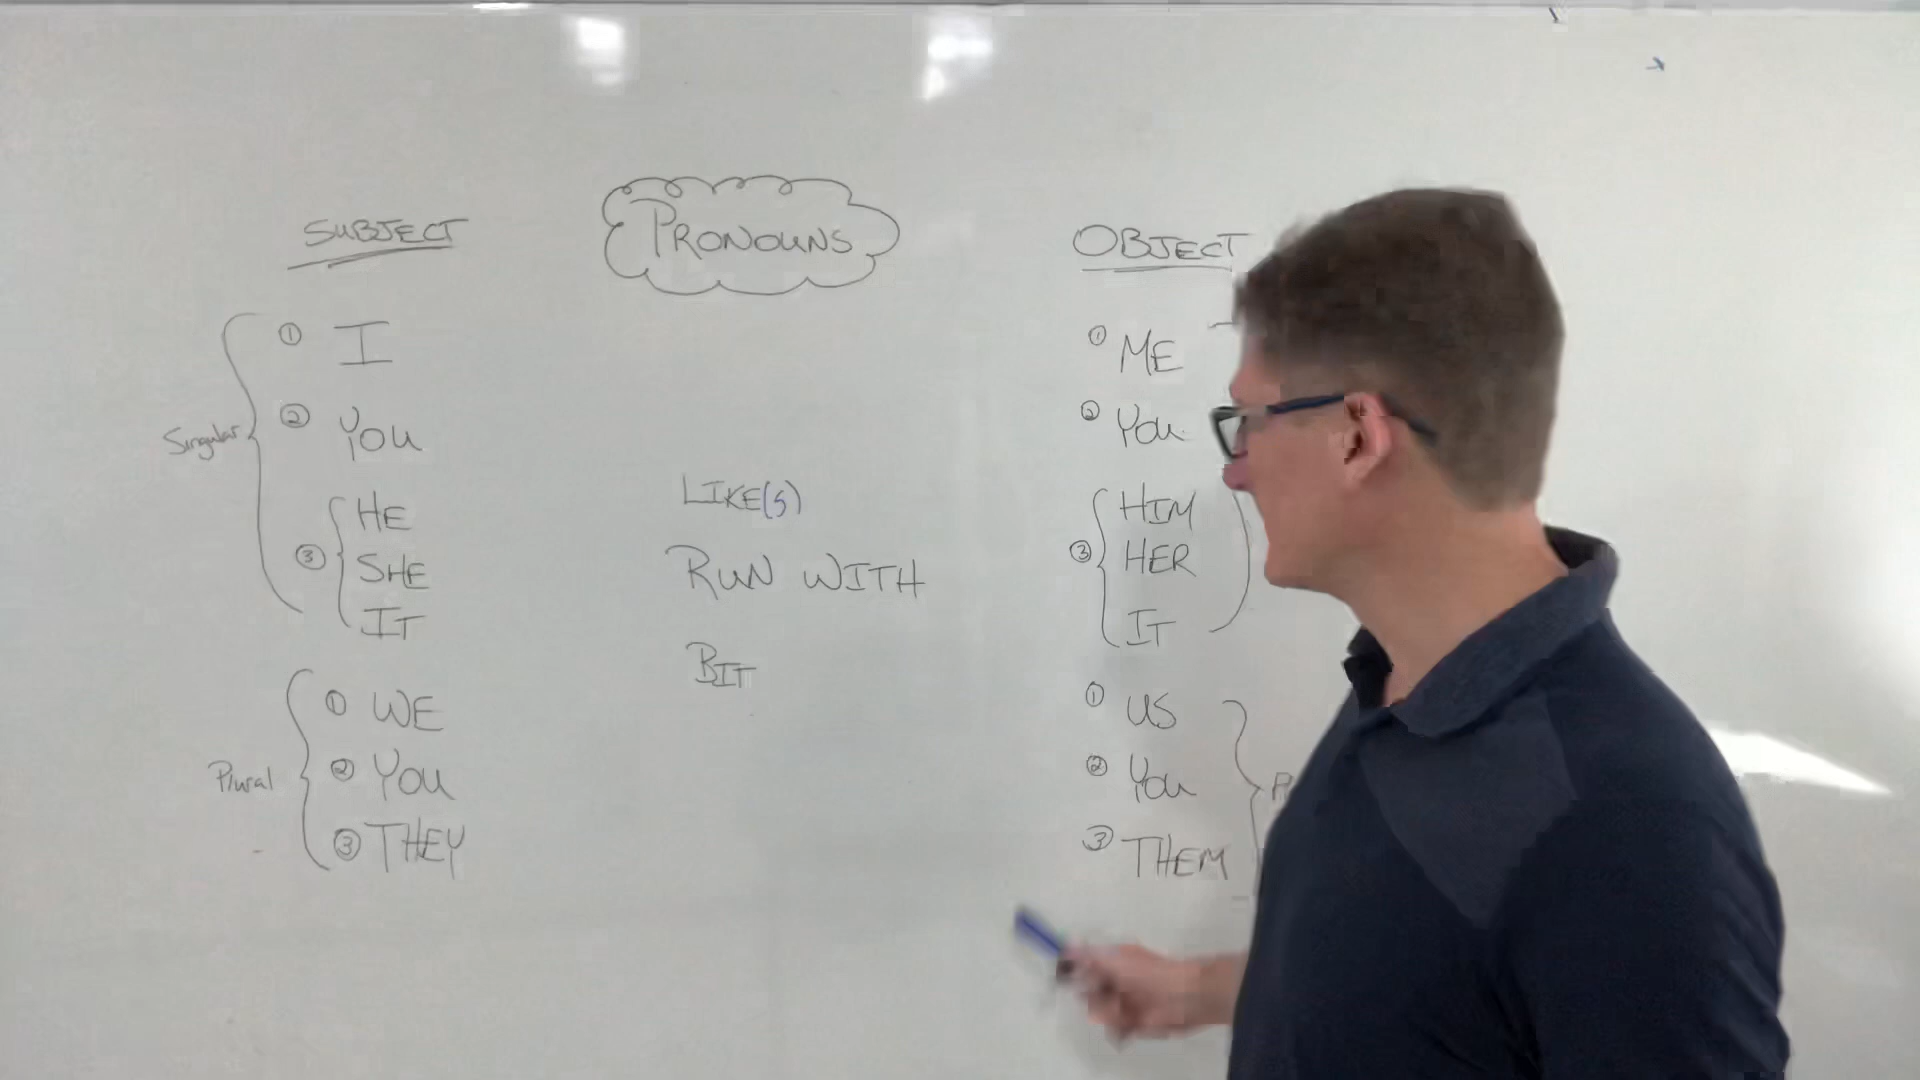 PRONOUNS
SUBJECT
Singular
① I
② YOU
③ HE
SHE
IT
Plural
① WE
② YOU
③ THEY
LIKE(S)
RUN WITH
BIT
OBJECT
① ME
② YOU
③ HIM
HER
IT
① US
② YOU
③ THEM